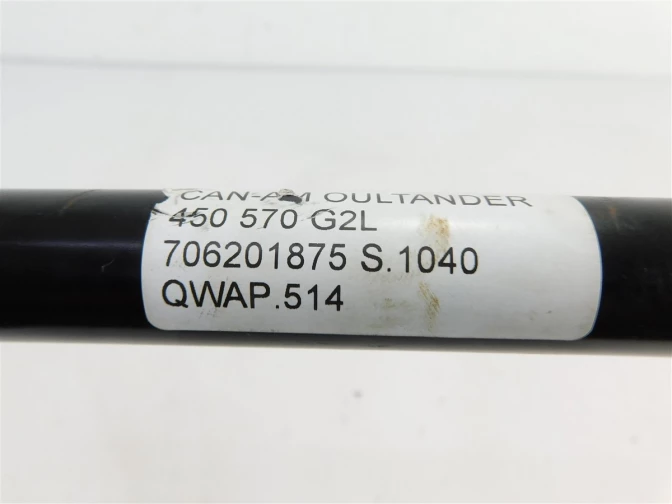 CAN-AM OULTANDER
450 570 G2L
706201875 S.1040
QWAP.514